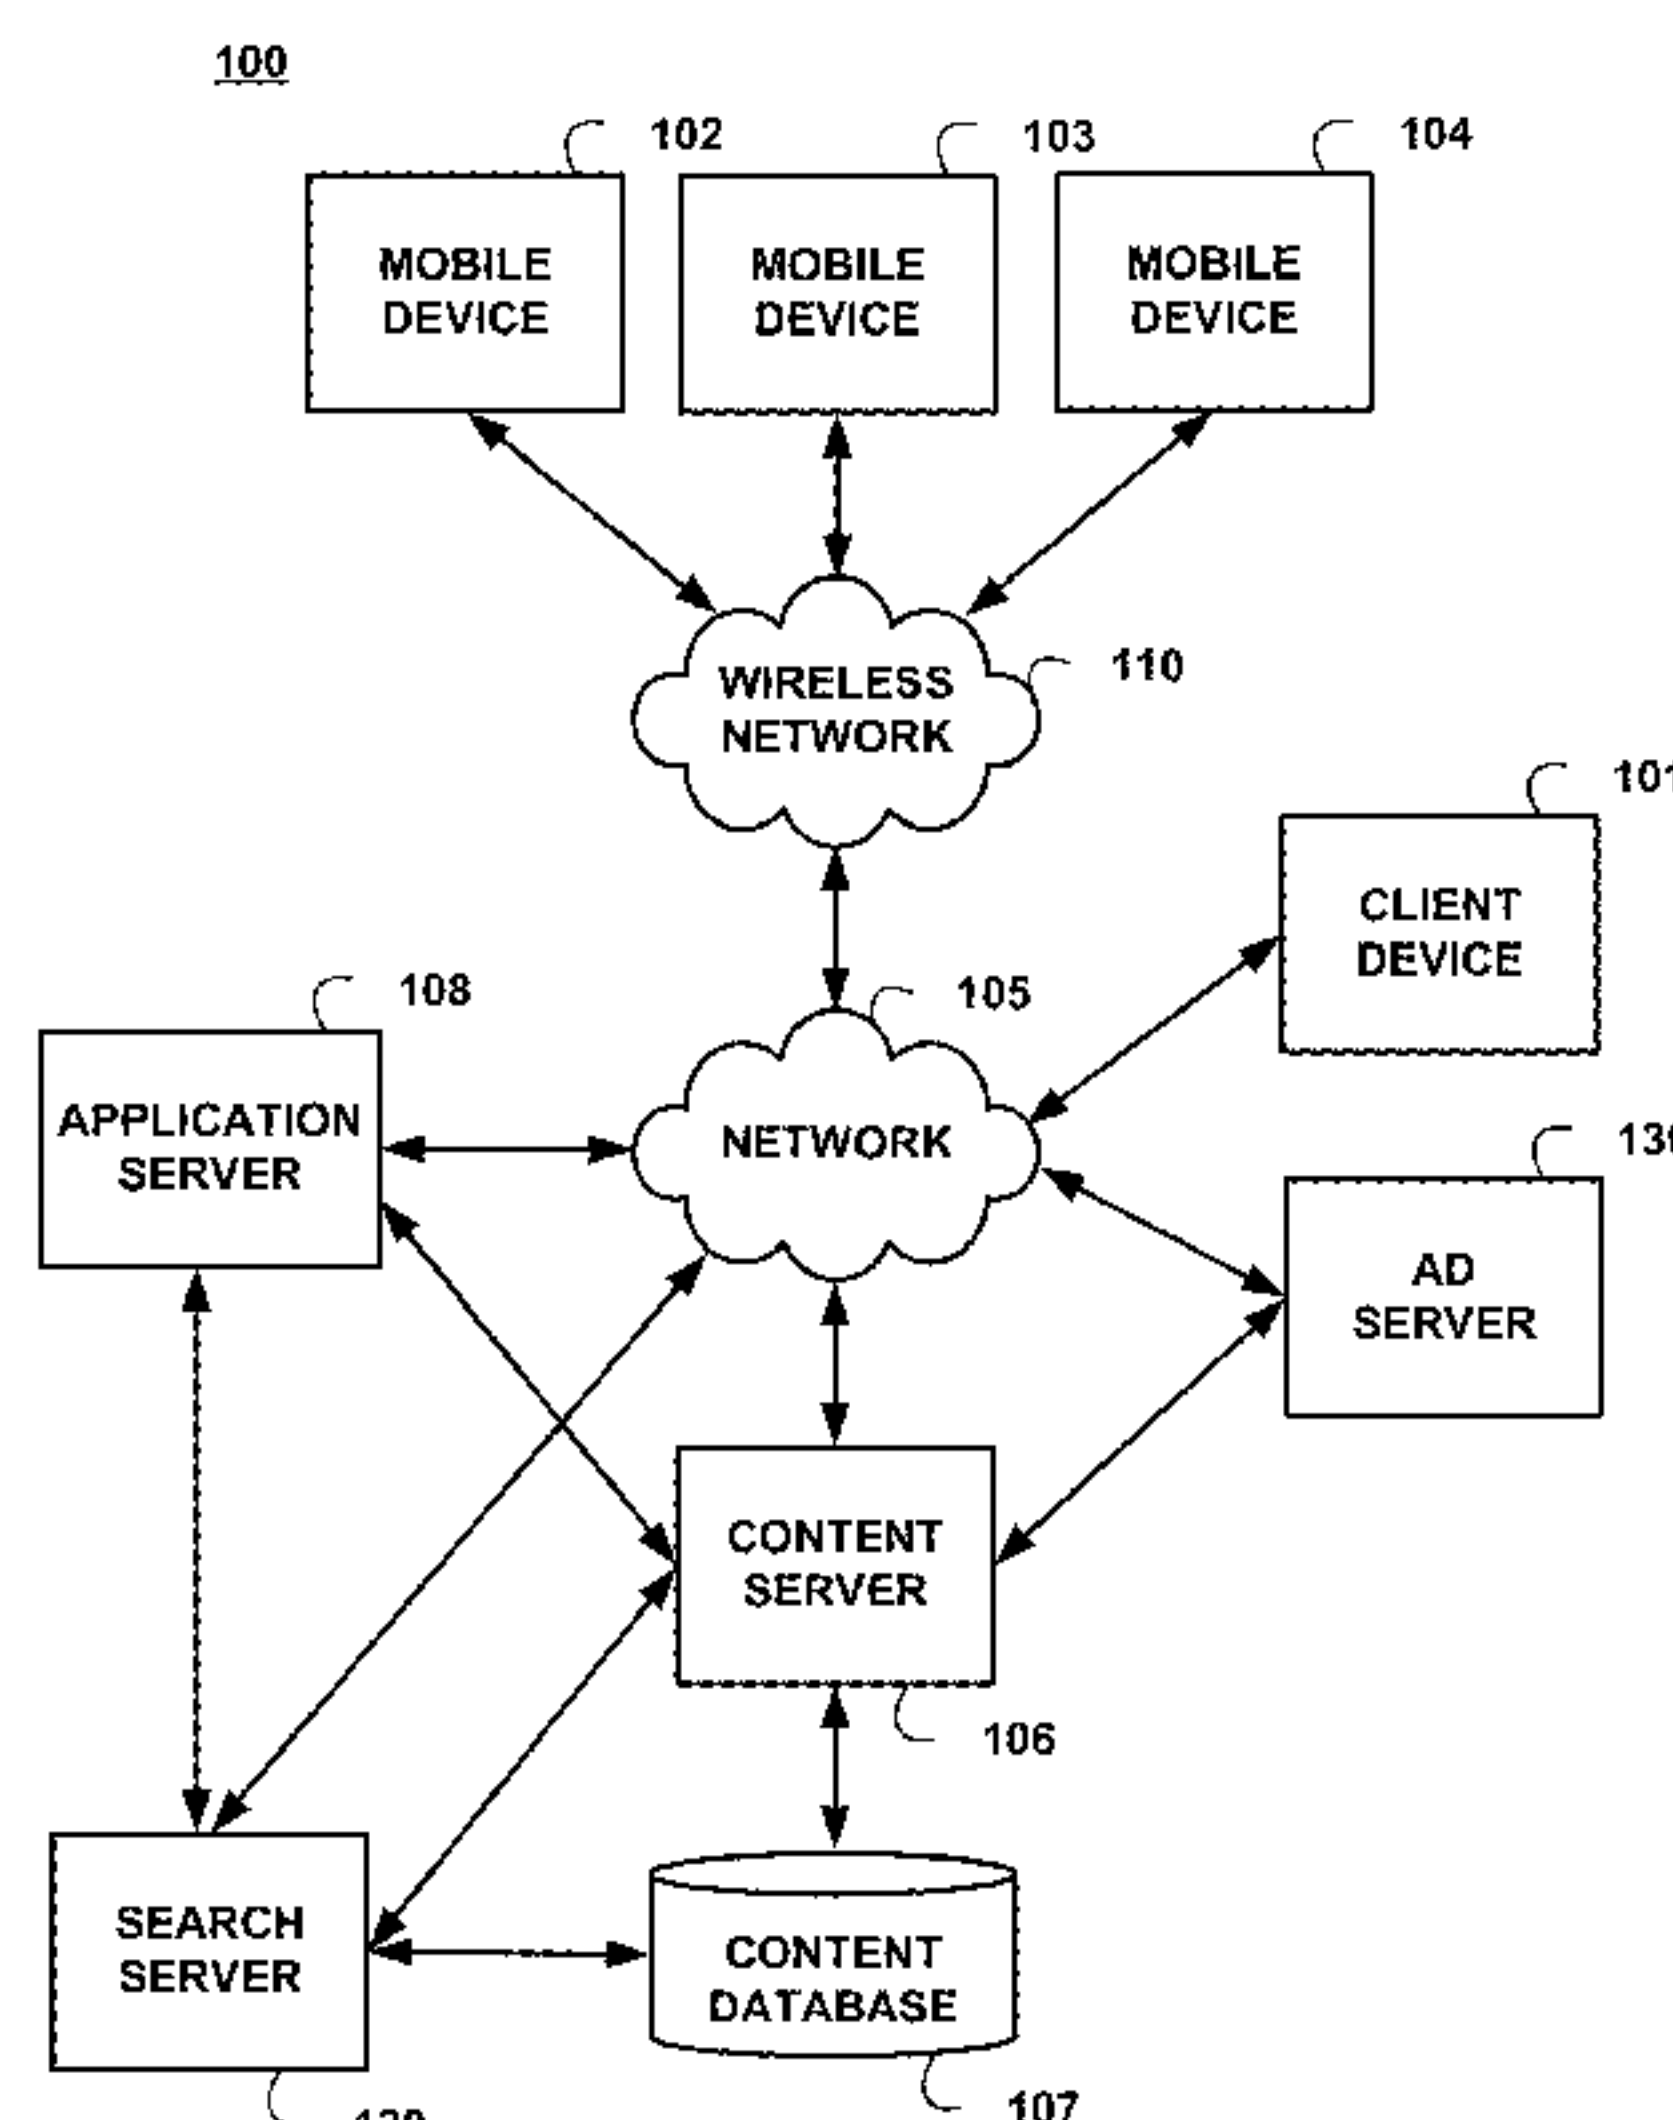 100
102
103
104
MOBILE
DEVICE
MOBILE
DEVICE
MOBILE
DEVICE
WIRELESS
NETWORK
110
101
CLIENT
DEVICE
108
105
APPLICATION
SERVER
NETWORK
AD
SERVER
CONTENT
SERVER
106
SEARCH
SERVER
CONTENT
DATABASE
107